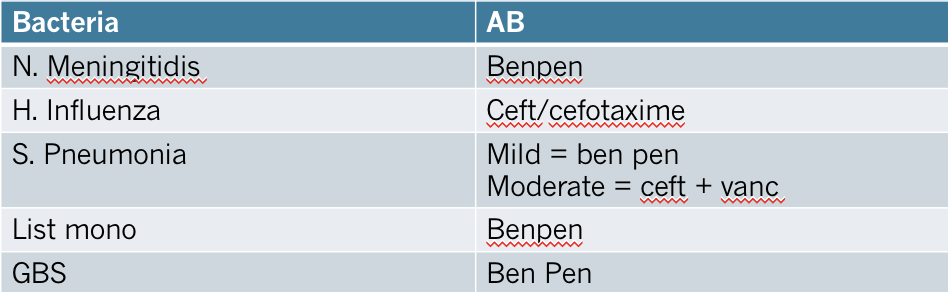 Bacteria AB
N. Meningitidis Benpen
H. Influenza Ceft/cefotaxime
S. Pneumonia Mild = ben pen
Moderate = ceft + vanc
List mono Benpen
GBS Ben Pen